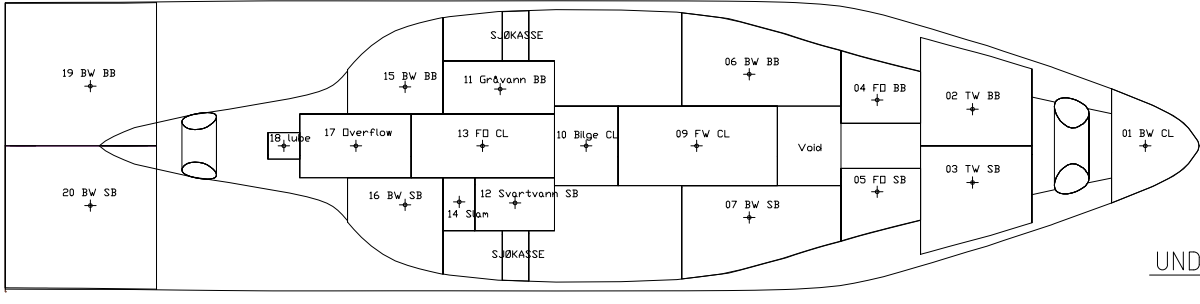 SJØKASSE
19 BW BB
15 BW BB
11 Gråvann BB
06 BW BB
04 FO BB
02 TW BB
18 lube
17 Overflow
13 FO CL
10 Bilge CL
09 FW CL
Void
01 BW CL
20 BW SB
16 BW SB
14 Slam
12 Svartvann SB
07 BW SB
05 FO SB
03 TW SB
SJØKASSE
UND